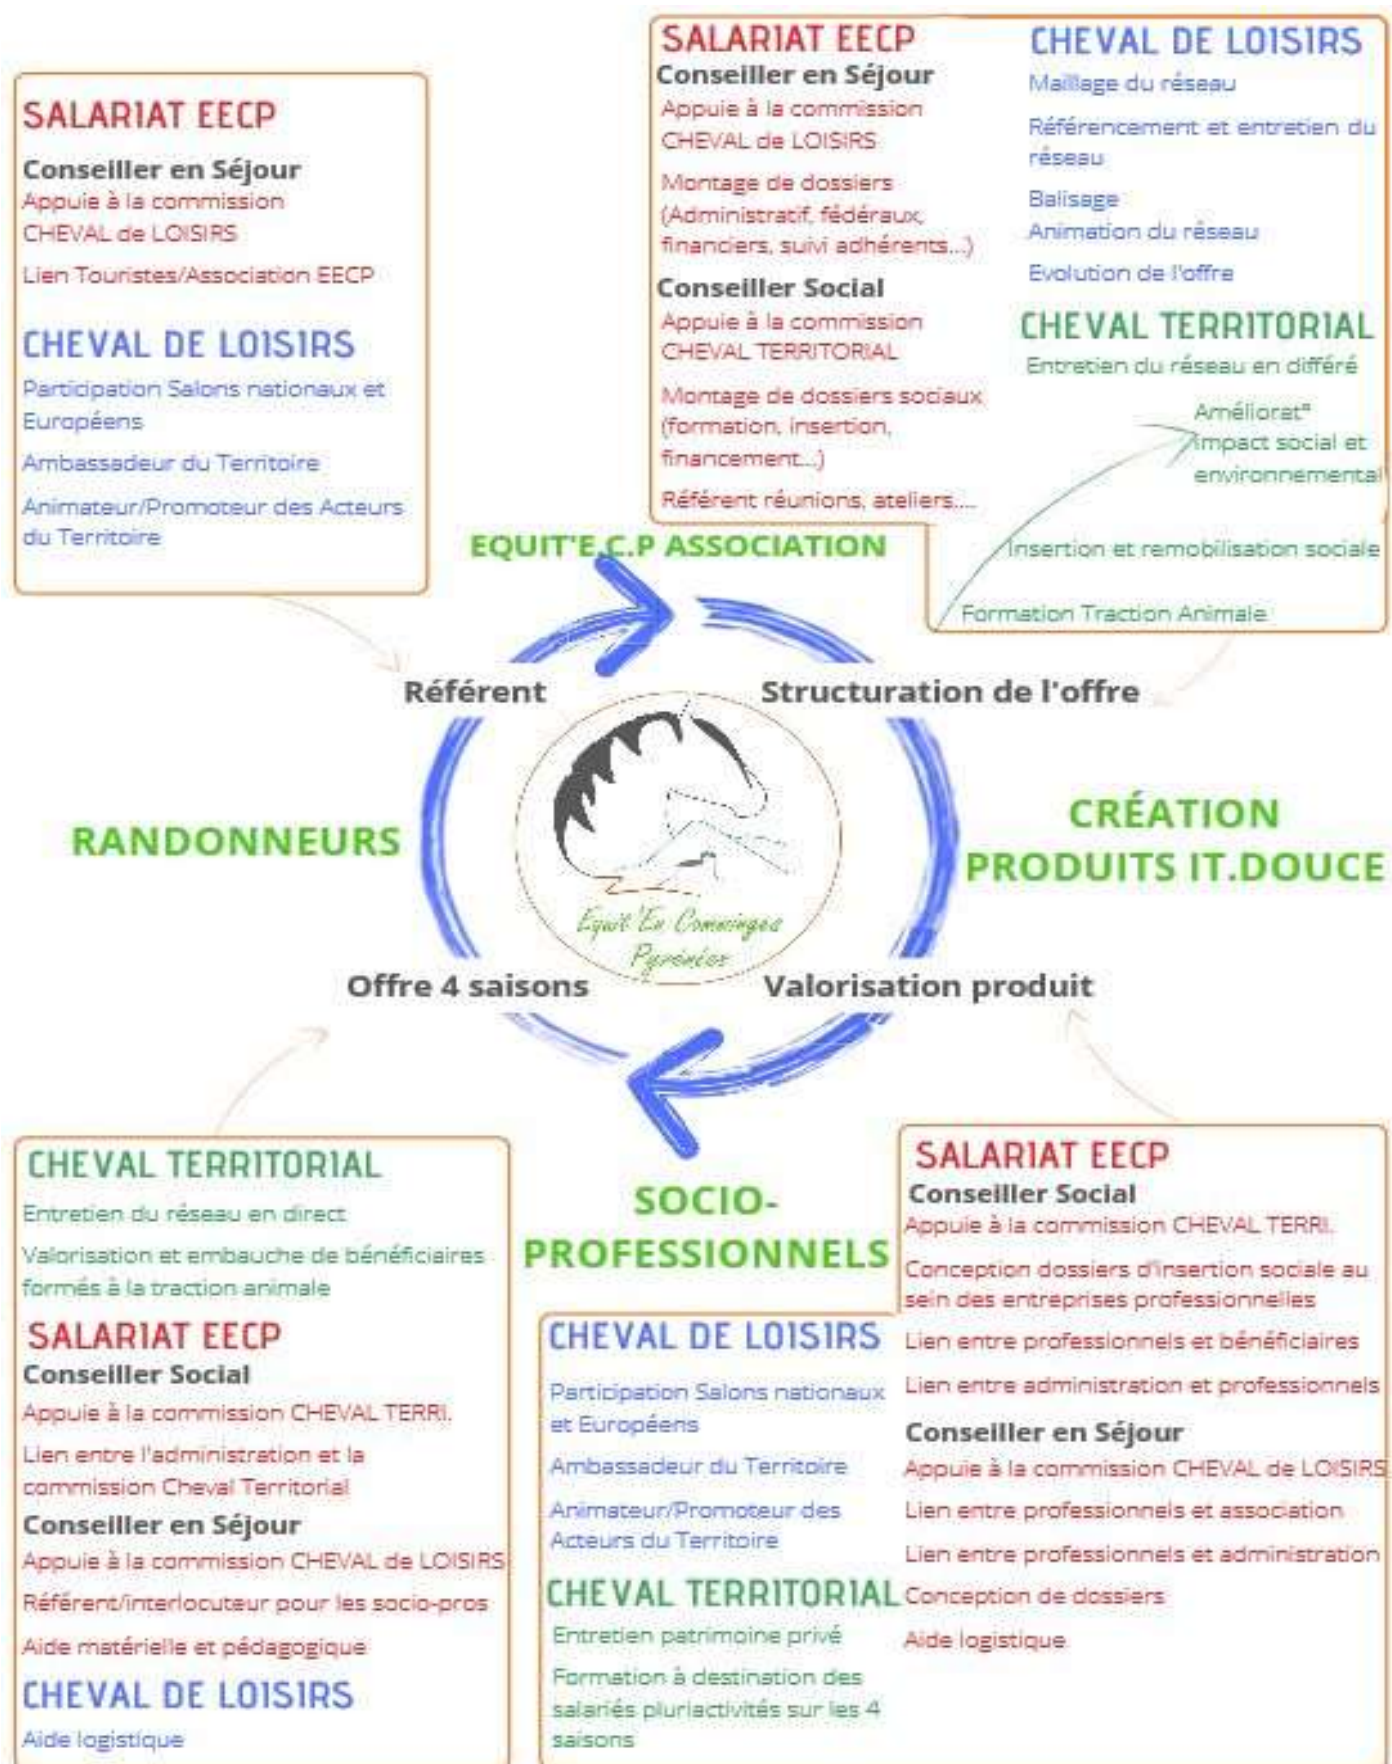 SALARIAT EECP
Conseiller en Séjour
Appuie à la commission
CHEVAL de LOISIRS
Lien Touristes/Association EECP
CHEVAL DE LOISIRS
Participation Salons nationaux et
Européens
Ambassadeur du Territoire
Animateur/Promoteur des Acteurs
du Territoire
SALARIAT EECP
Conseiller en Séjour
Appuie à la commission
CHEVAL de LOISIRS
Montage de dossiers
(Administratif, fédéraux,
financiers, suivi adhérents...)
Conseiller Social
Appuie à la commission
CHEVAL TERRITORIAL
Montage de dossiers sociaux
(formation, insertion,
financement...)
Référent réunions, ateliers....
CHEVAL DE LOISIRS
Maillage du réseau
Référencement et entretien du
réseau
Balisage
Animation du réseau
Evolution de l'offre
CHEVAL TERRITORIAL
Entretien du réseau en différé
Améliorat°
impact social et
environnemental
Insertion et remobilisation sociale
Formation Traction Animale
EQUIT'E.C.P ASSOCIATION
Référent
Structuration de l'offre
RANDONNEURS
CRÉATION
PRODUITS IT.DOUCE
Equit'En Comminges
Pyrénées
Offre 4 saisons
Valorisation produit
SOCIO-
PROFESSIONNELS
CHEVAL TERRITORIAL
Entretien du réseau en direct
Valorisation et embauche de bénéficiaires
formés à la traction animale
SALARIAT EECP
Conseiller Social
Appuie à la commission CHEVAL TERRI.
Lien entre l'administration et la
commission Cheval Territorial
Conseiller en Séjour
Appuie à la commission CHEVAL de LOISIRS
Référent/interlocuteur pour les socio-pros
Aide matérielle et pédagogique
CHEVAL DE LOISIRS
Aide logistique
CHEVAL DE LOISIRS
Participation Salons nationaux
et Européens
Ambassadeur du Territoire
Animateur/Promoteur des
Acteurs du Territoire
CHEVAL TERRITORIAL
Entretien patrimoine privé
Formation à destination des
salariés pluriactivités sur les 4
saisons
SALARIAT EECP
Conseiller Social
Appuie à la commission CHEVAL TERRI.
Conception dossiers d'insertion sociale au
sein des entreprises professionnelles
Lien entre professionnels et bénéficiaires
Lien entre administration et professionnels
Conseiller en Séjour
Appuie à la commission CHEVAL de LOISIRS
Lien entre professionnels et association
Lien entre professionnels et administration
Conception de dossiers
Aide logistique